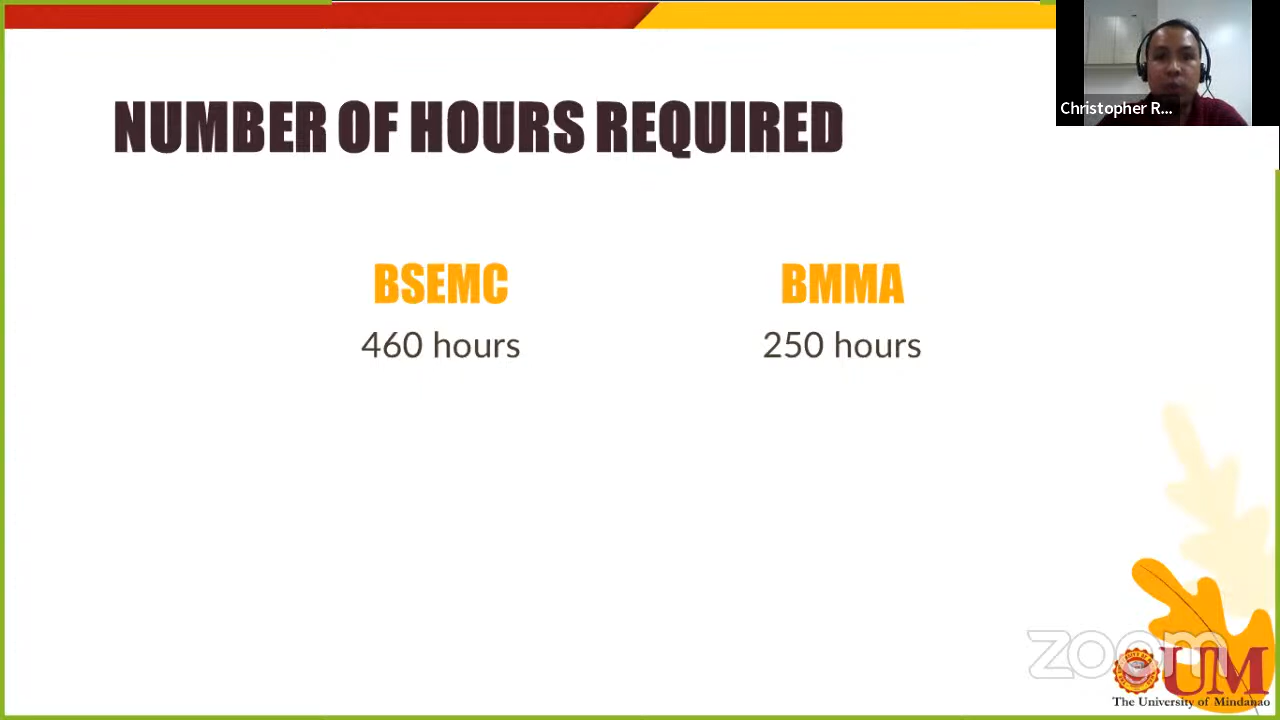 Christopher R...
NUMBER OF HOURS REQUIRED
BSEMC
460 hours
BMMA
250 hours
zoom
UM
The University of Mindanao